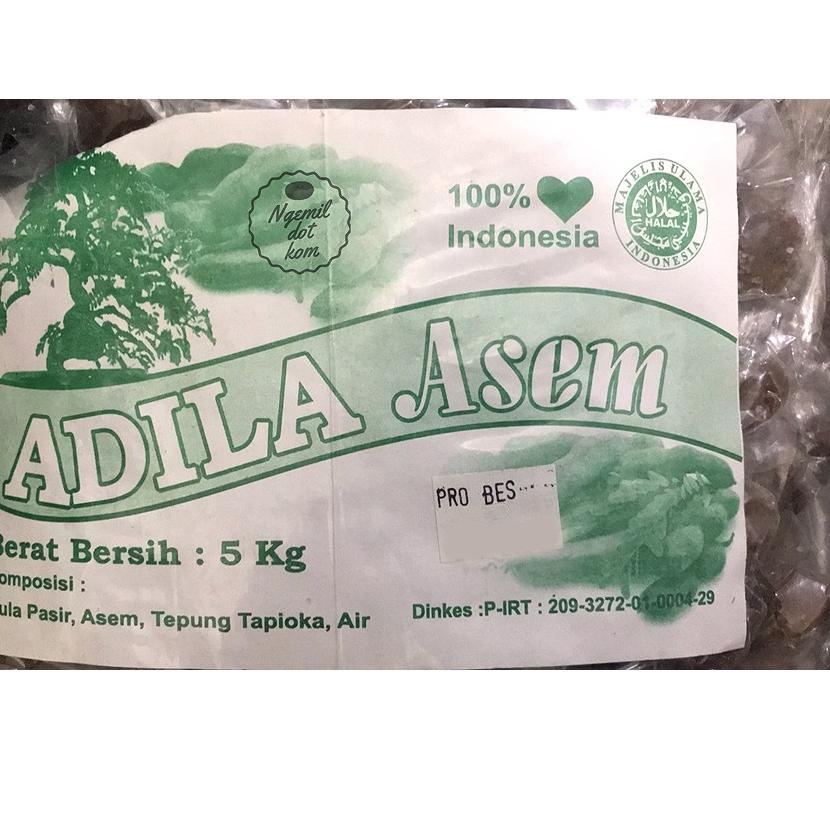 Ngemil
dot
kom
100%
Indonesia
MAJELIS ULAMA
حلال
HALAL
INDONESIA
ADILA Asem
PRO BES
Berat Bersih : 5 Kg
omposisi :
ula Pasir, Asem, Tepung Tapioka, Air
Dinkes :P-IRT : 209-3272-01-0004-29